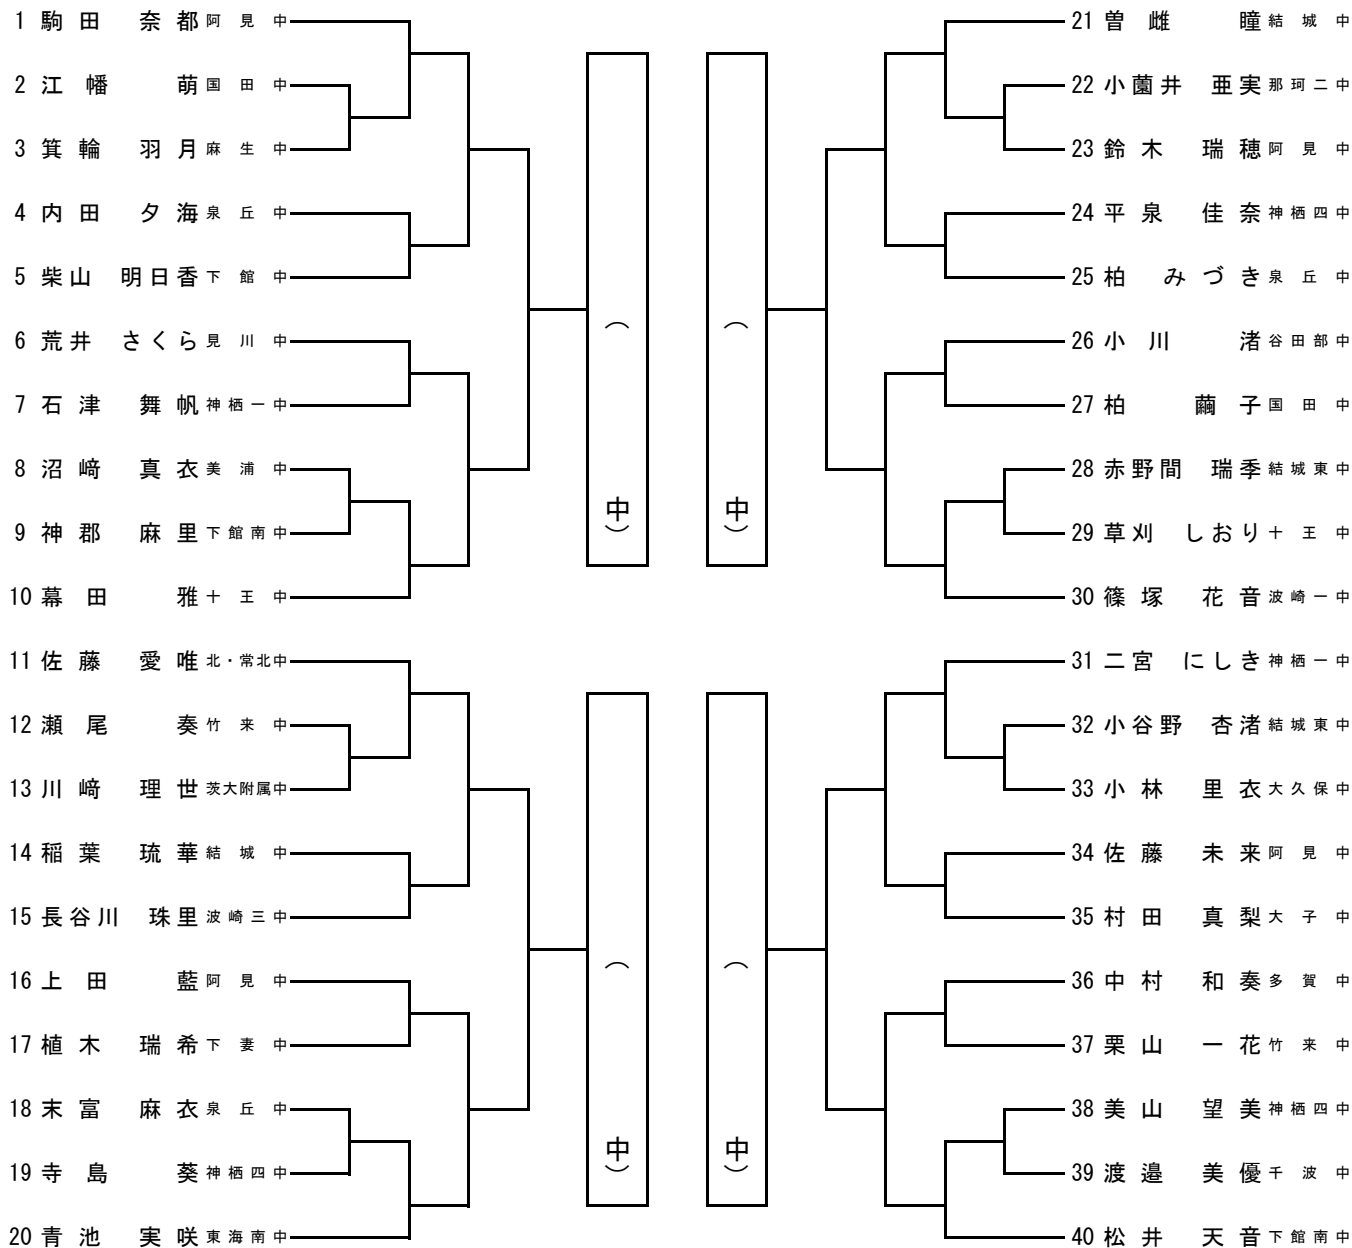 1 駒田 奈都 阿見中
2 江幡 萌 国田中
3 箕輪 羽月 麻生中
4 内田 夕海 泉丘中
5 柴山 明日香 下館中
6 荒井 さくら 見川中
7 石津 舞帆 神栖一中
8 沼﨑 真衣 美浦中
9 神郡 麻里 下館南中
10 幕田 雅 十王中
11 佐藤 愛唯 北・常北中
12 瀬尾 奏 竹来中
13 川﨑 理世 茨大附属中
14 稲葉 琉華 結城中
15 長谷川 珠里 波崎三中
16 上田 藍 阿見中
17 植木 瑞希 下妻中
18 末富 麻衣 泉丘中
19 寺島 葵 神栖四中
20 青池 実咲 東海南中
( 中)
( 中)
( 中)
( 中)
21 曽雌 瞳 結城中
22 小薗井 亜実 那珂二中
23 鈴木 瑞穂 阿見中
24 平泉 佳奈 神栖四中
25 柏 みづき 泉丘中
26 小川 渚 谷田部中
27 柏 繭子 国田中
28 赤野間 瑞季 結城東中
29 草刈 しおり 十王中
30 篠塚 花音 波崎一中
31 二宮 にしき 神栖一中
32 小谷野 杏渚 結城東中
33 小林 里衣 大久保中
34 佐藤 未来 阿見中
35 村田 真梨 大子中
36 中村 和奏 多賀中
37 栗山 一花 竹来中
38 美山 望美 神栖四中
39 渡邉 美優 千波中
40 松井 天音 下館南中